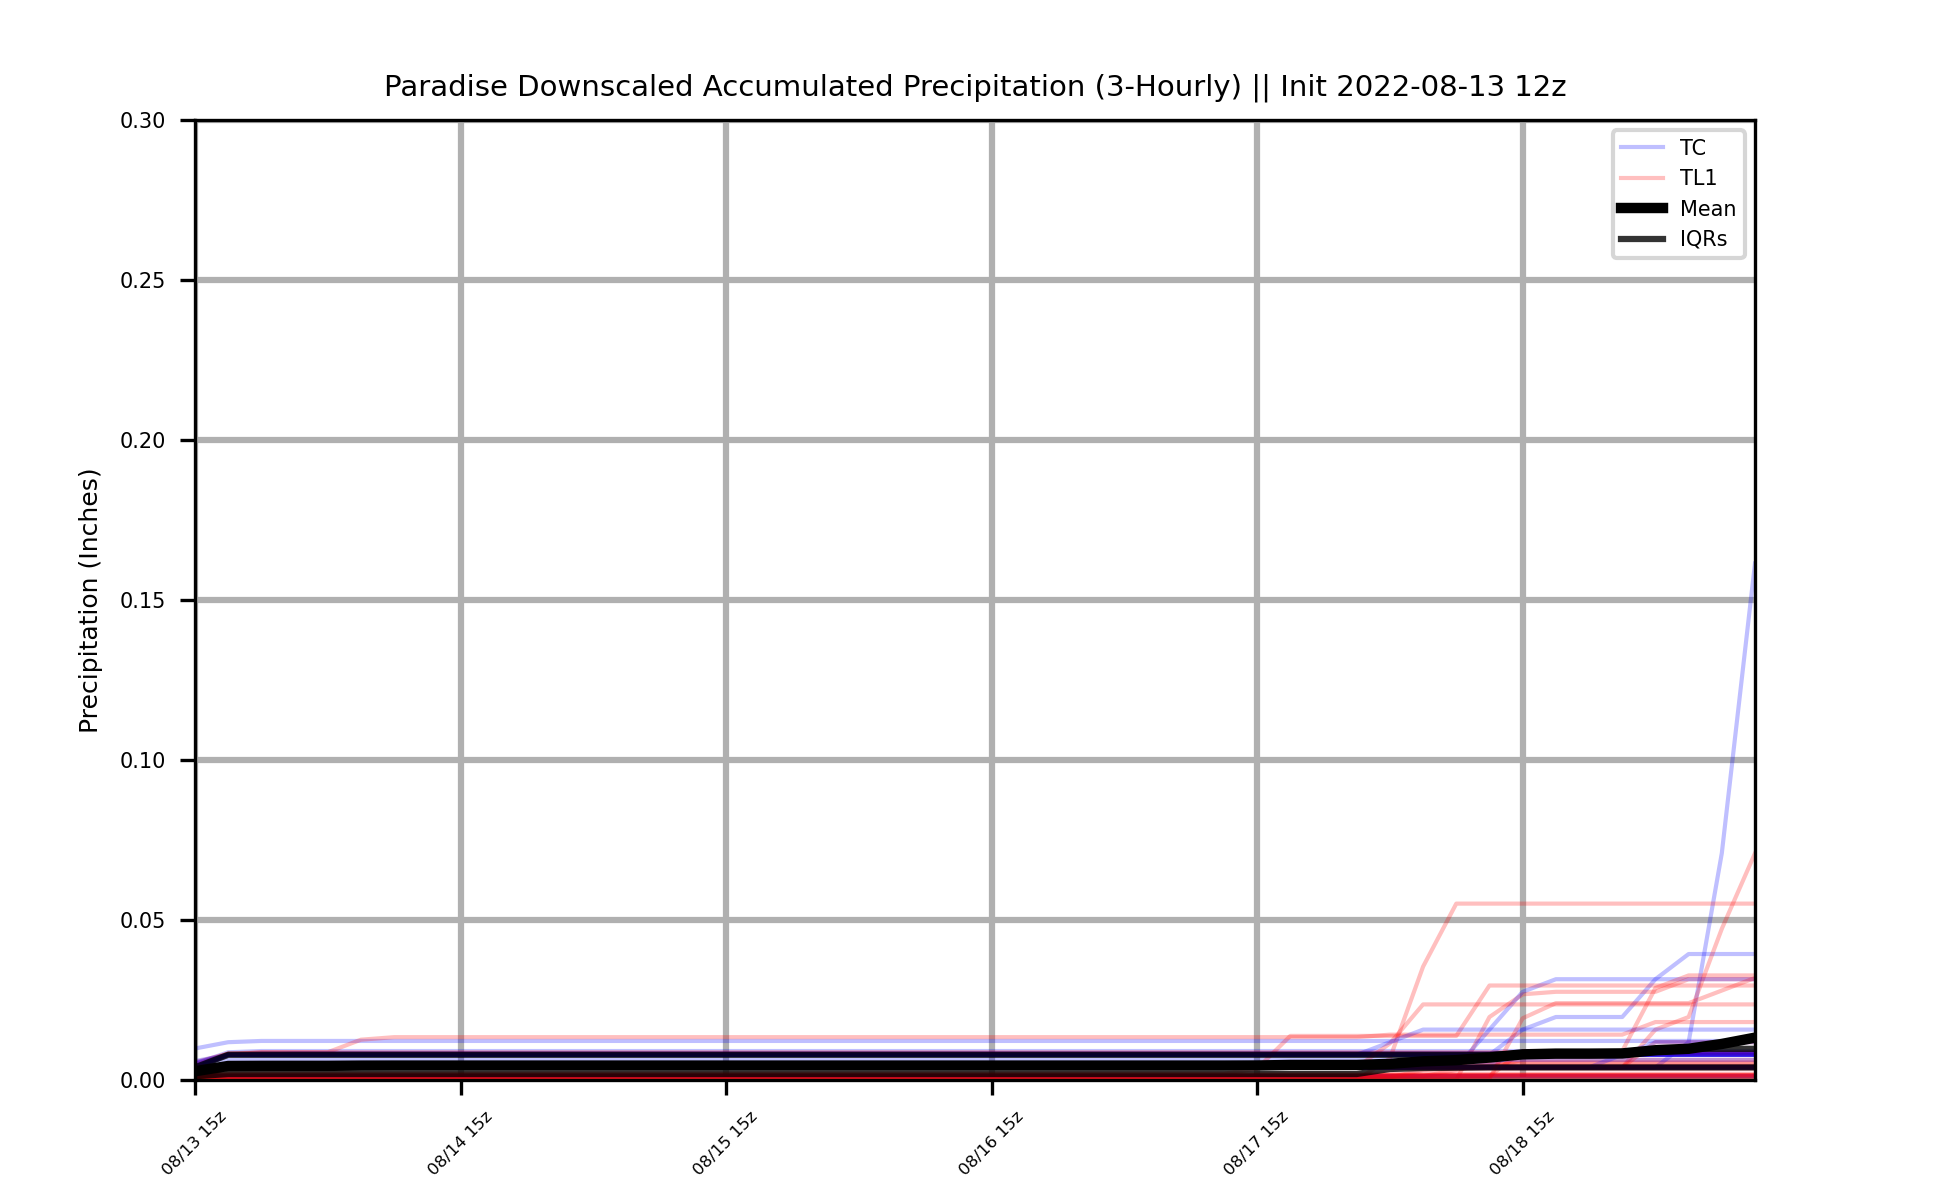 Paradise Downscaled Accumulated Precipitation (3-Hourly) || Init 2022-08-13 12z
TC
TL1
Mean
IQRs
Precipitation (Inches)
0.30
0.25
0.20
0.15
0.10
0.05
0.00
08/13 15z
08/14 15z
08/15 15z
08/16 15z
08/17 15z
08/18 15z